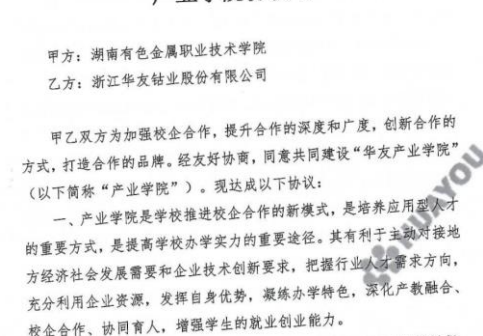 甲方：湖南有色金属职业技术学院
乙方：浙江华友钴业股份有限公司
甲乙双方为加强校企合作，提升合作的深度和广度，创新合作的
方式，打造合作的品牌。经友好协商，同意共同建设“华友产业学院”
（以下简称“产业学院”）。现达成以下协议：
一、产业学院是学校推进校企合作的新模式，是培养应用型人才
的重要方式，是提高学校办学实力的重要途径。其有利于主动对接地
方经济社会发展需要和企业技术创新要求，把握行业人才需求方向，
充分利用企业资源，发挥自身优势，凝练办学特色，深化产教融合、
校企合作、协同育人，增强学生的就业创业能力。
HUAYOU